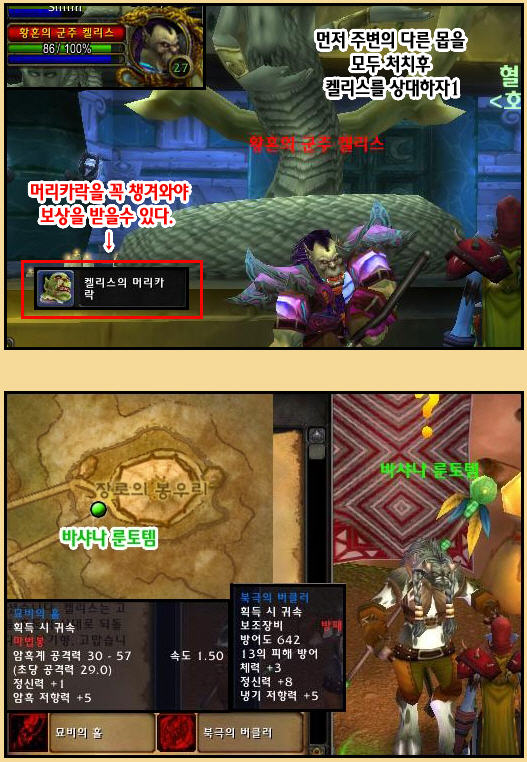 황혼의 군주 켈리스
86/ 100%
27
먼저 주변의 다른 몹을
모두 처치후
켈리스를 상대하자1
혈
<호
황혼의 군주 켈리스
머리카락을 꼭 챙겨와야
보상을 받을수 있다.
↓
켈리스의 머리카
락
장로의 봉우리
바샤나 룬토템
바샤나 룬토템
묘비의 홀
획득 시 귀속
마법봉
암흑계 공격력 30 - 57
속도 1.50
(초당 공격력 29.0)
정신력 +1
암흑 저항력 +5
북극의 버클러
획득 시 귀속
보조장비
방패
방어도 642
13의 피해 방어
체력 +3
정신력 +8
냉기 저항력 +5
묘비의 홀
북극의 버클러